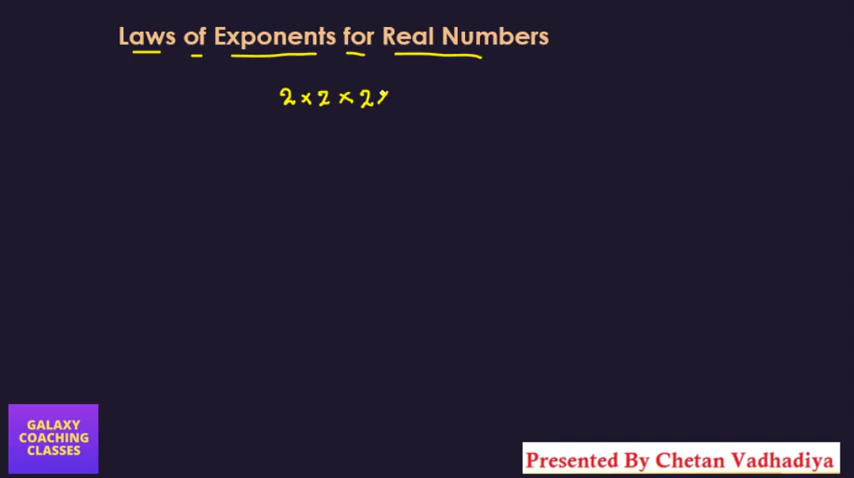 Laws of Exponents for Real Numbers
2 × 2 × 2 ×
GALAXY
COACHING
CLASSES
Presented By Chetan Vadhadiya